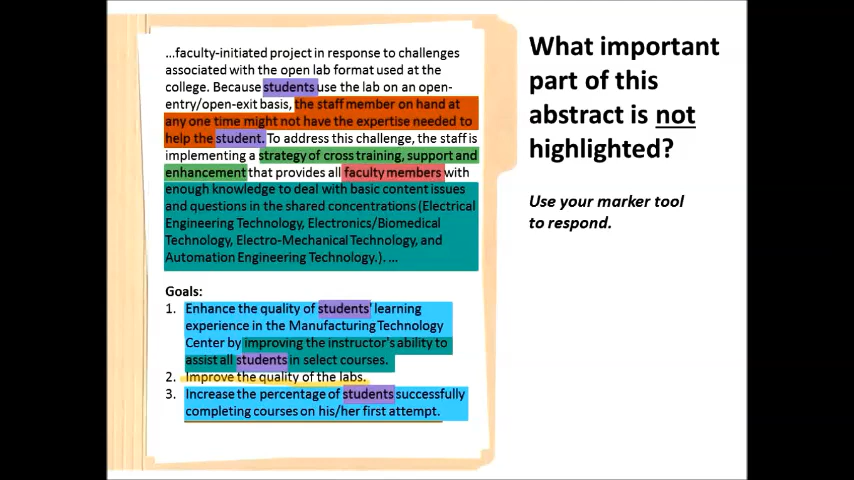 ...faculty-initiated project in response to challenges
associated with the open lab format used at the
college. Because students use the lab on an open-
entry/open-exit basis, the staff member on hand at
any one time might not have the expertise needed to
help the student. To address this challenge, the staff is
implementing a strategy of cross training, support and
enhancement that provides all faculty members with
enough knowledge to deal with basic content issues
and questions in the shared concentrations (Electrical
Engineering Technology, Electronics/Biomedical
Technology, Electro-Mechanical Technology, and
Automation Engineering Technology.). ...
Goals:
1. Enhance the quality of students' learning
experience in the Manufacturing Technology
Center by improving the instructor's ability to
assist all students in select courses.
2. Improve the quality of the labs.
3. Increase the percentage of students successfully
completing courses on his/her first attempt.
What important
part of this
abstract is not
highlighted?
Use your marker tool
to respond.